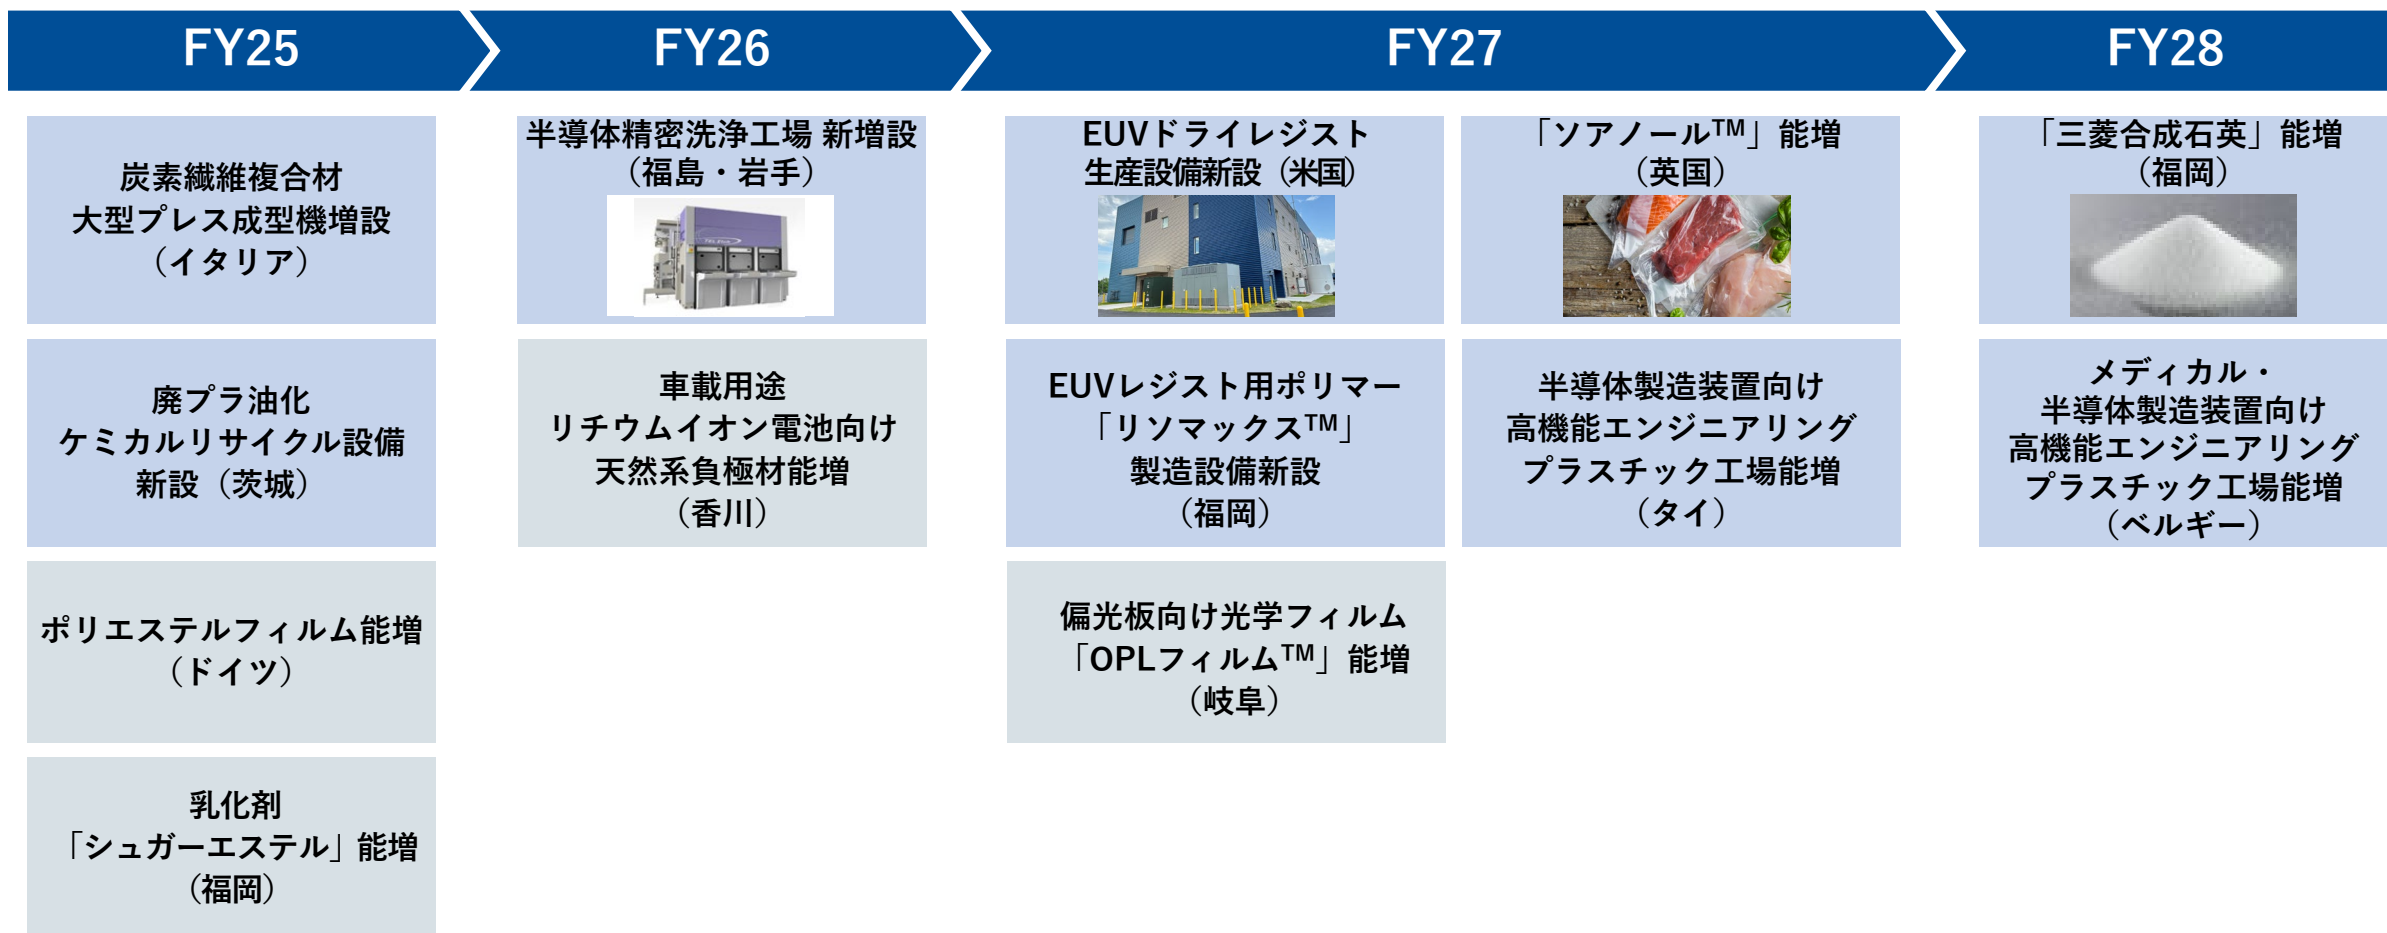 FY25
FY26
FY27
FY28
炭素繊維複合材
大型プレス成型機増設
（イタリア）
廃プラ油化
ケミカルリサイクル設備
新設（茨城）
ポリエステルフィルム能増
（ドイツ）
乳化剤
「シュガーエステル」能増
（福岡）
半導体精密洗浄工場 新増設
（福島・岩手）
車載用途
リチウムイオン電池向け
天然系負極材能増
（香川）
EUVドライレジスト
生産設備新設（米国）
EUVレジスト用ポリマー
「リソマックス™」
製造設備新設
（福岡）
偏光板向け光学フィルム
「OPLフィルム™」能増
（岐阜）
「ソアノール™」能増
（英国）
半導体製造装置向け
高機能エンジニアリング
プラスチック工場能増
（タイ）
「三菱合成石英」能増
（福岡）
メディカル・
半導体製造装置向け
高機能エンジニアリング
プラスチック工場能増
（ベルギー）